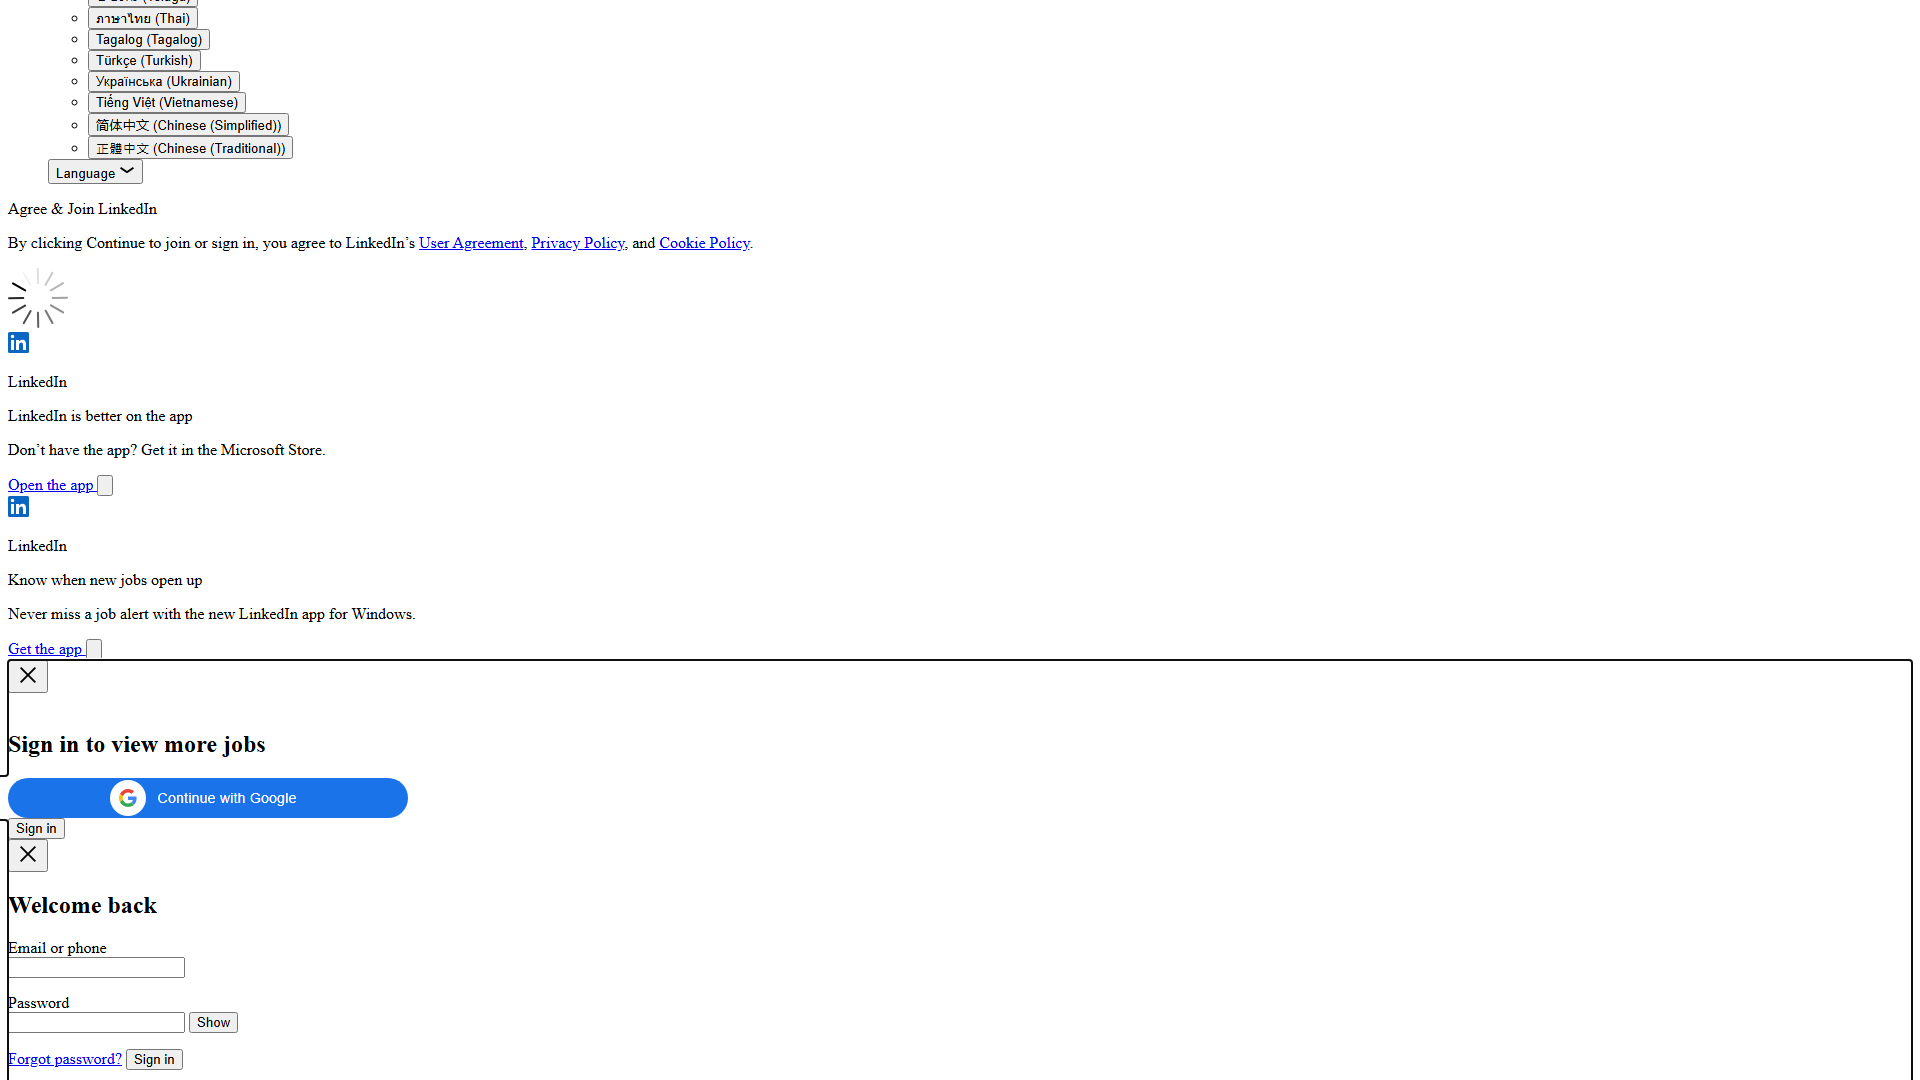 ภาษาไทย (Thai)
Tagalog (Tagalog)
Türkçe (Turkish)
Українська (Ukrainian)
Tiếng Việt (Vietnamese)
简体中文 (Chinese (Simplified))
正體中文 (Chinese (Traditional))
Language
Agree & Join LinkedIn
By clicking Continue to join or sign in, you agree to LinkedIn’s User Agreement, Privacy Policy, and Cookie Policy.
in
LinkedIn
LinkedIn is better on the app
Don’t have the app? Get it in the Microsoft Store.
Open the app
in
LinkedIn
Know when new jobs open up
Never miss a job alert with the new LinkedIn app for Windows.
Get the app
Sign in to view more jobs
Continue with Google
Sign in
Welcome back
Email or phone
Password
Show
Forgot password? Sign in